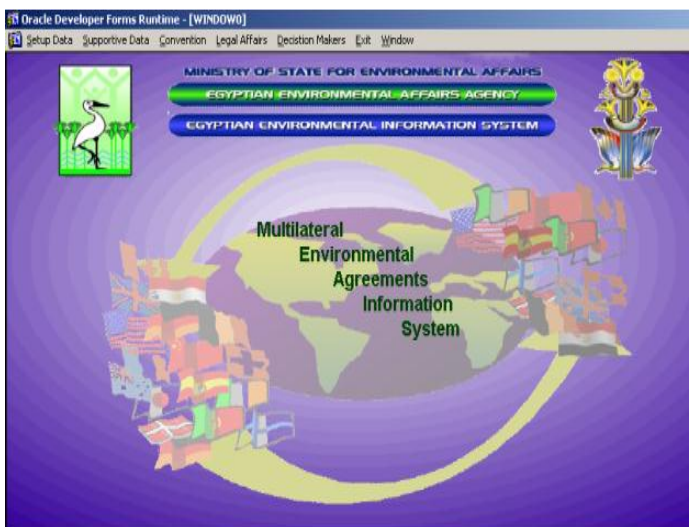 Oracle Developer Forms Runtime - [WINDOW0]
Setup Data Supportive Data Convention Legal Affairs Decistion Makers Exit Window
MINISTRY OF STATE FOR ENVIRONMENTAL AFFAIRS
EGYPTIAN ENVIRONMENTAL AFFAIRS AGENCY
EGYPTIAN ENVIRONMENTAL INFORMATION SYSTEM
Multilateral
Environmental
Agreements
Information
System